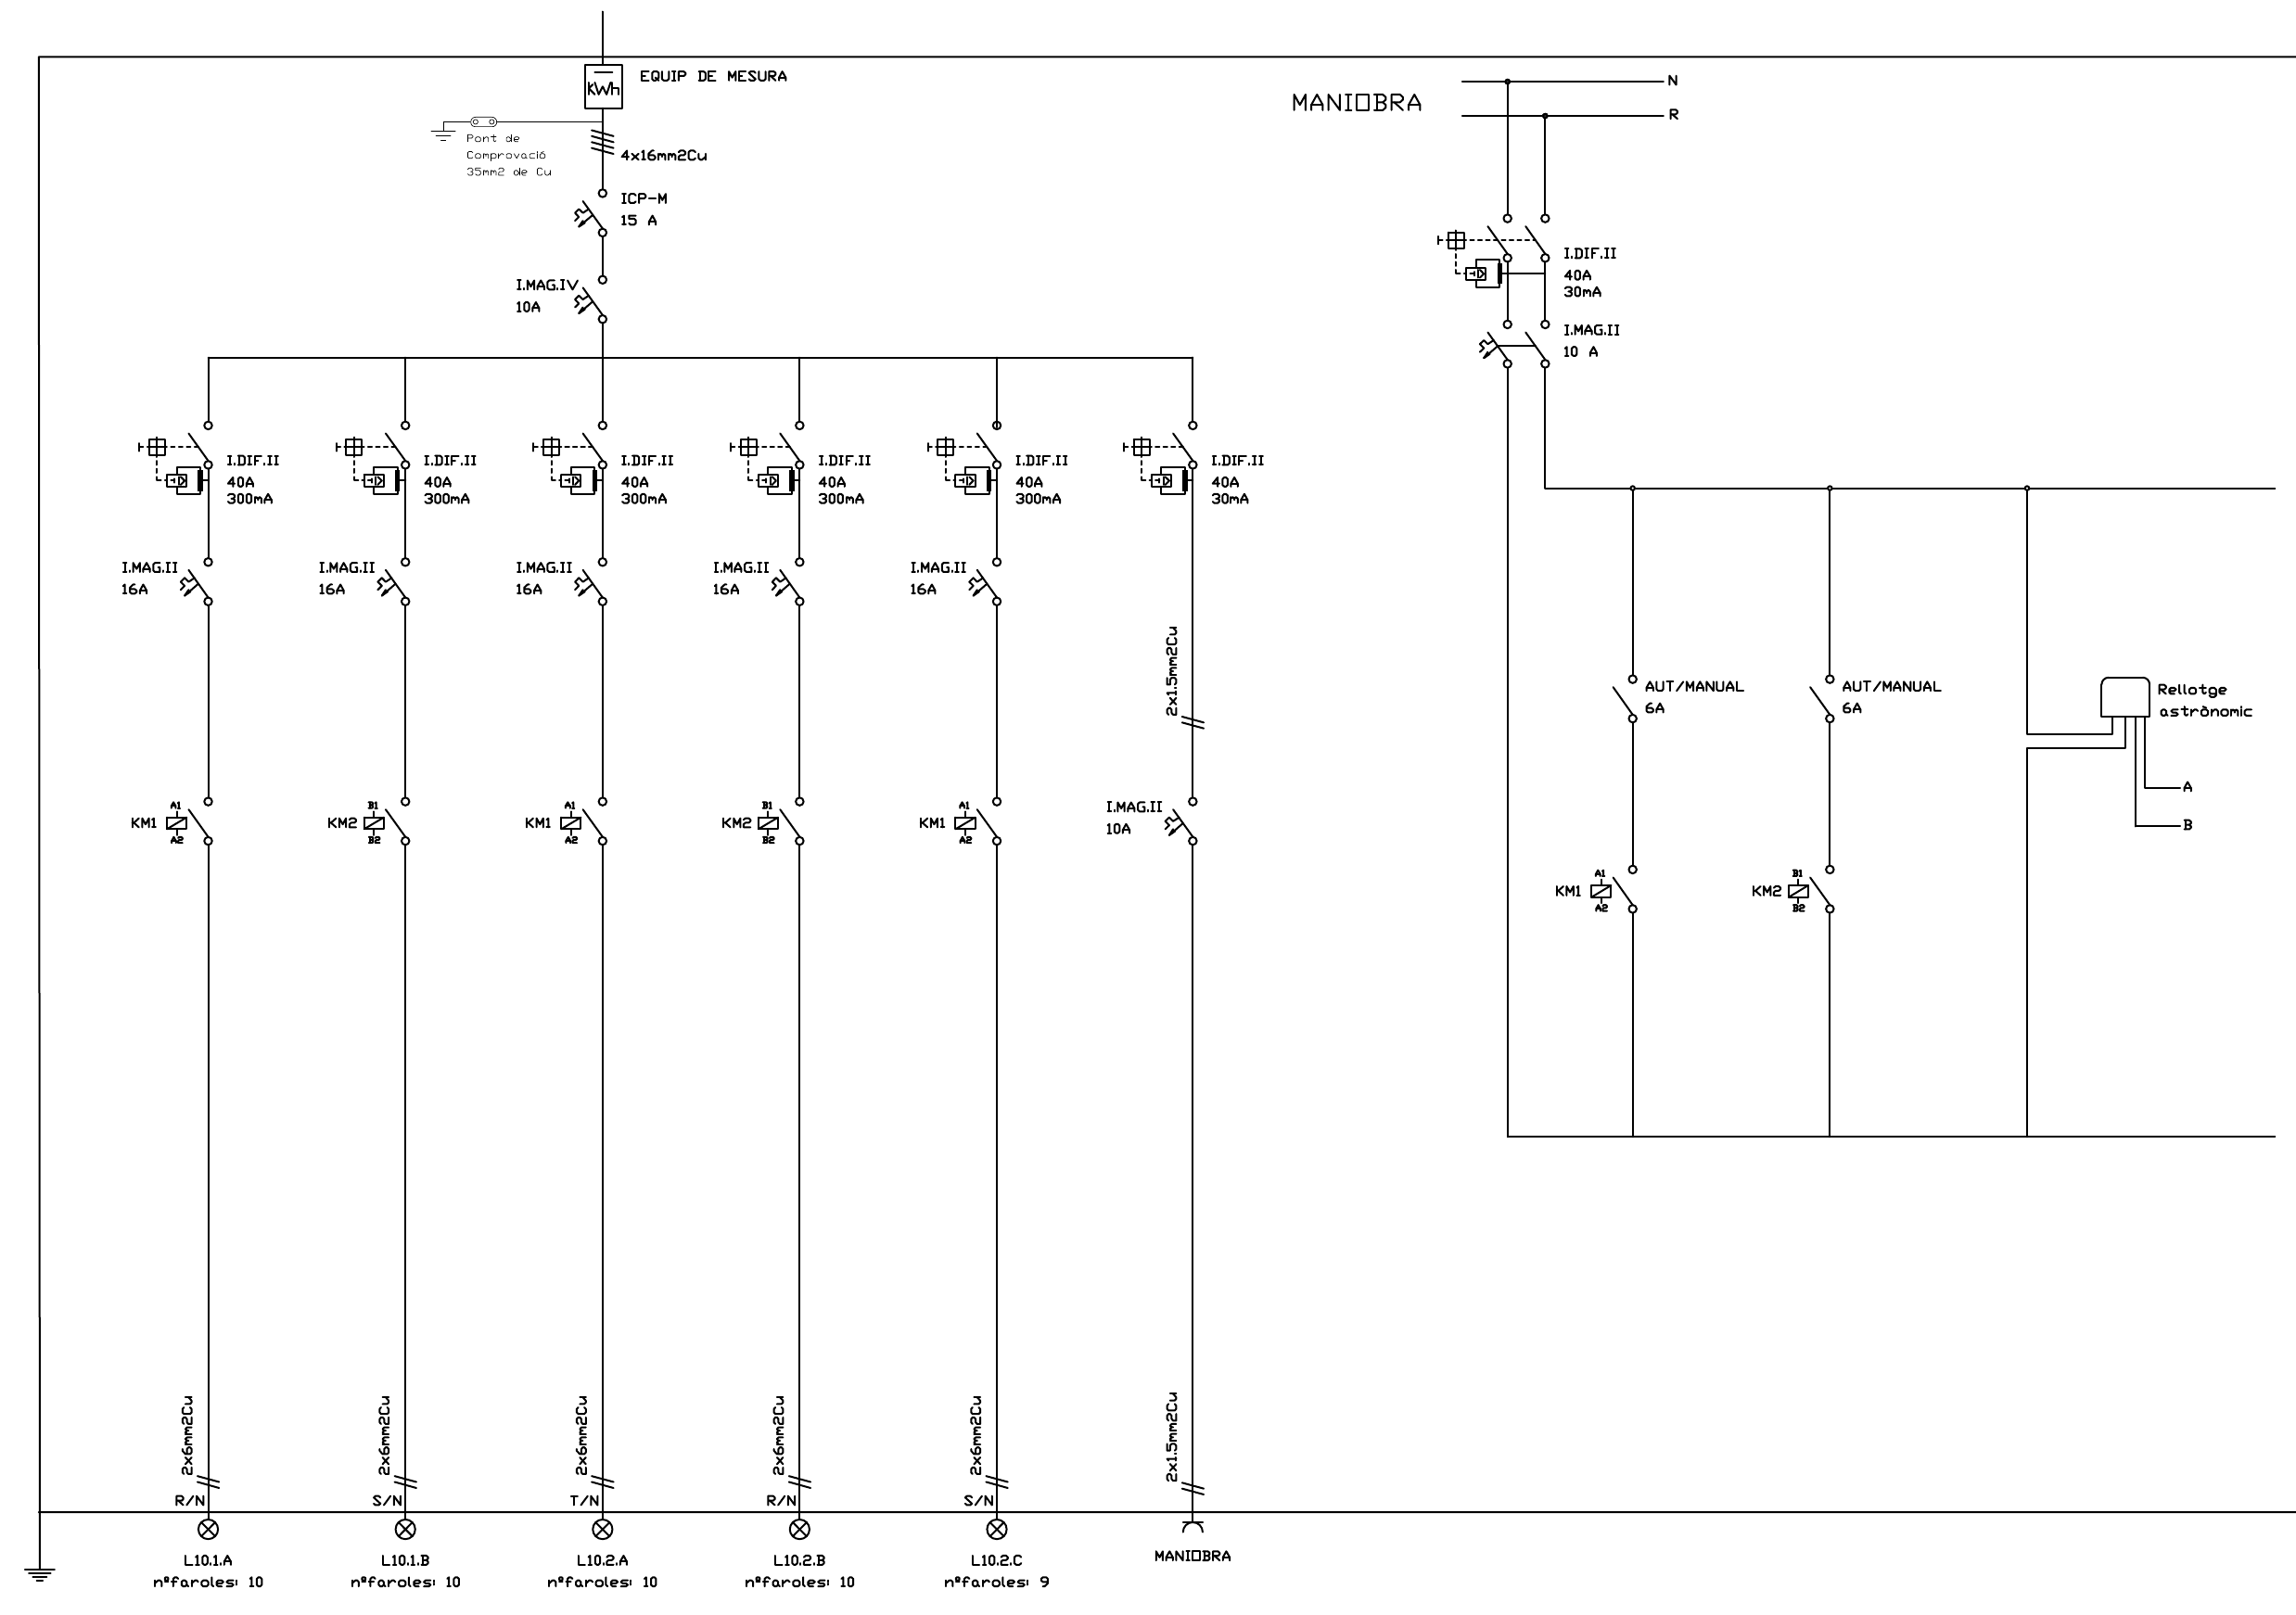 EQUIP DE MESURA
KWh
Pont de
Comprovació
35mm2 de Cu
4x16mm2Cu
ICP-M
15 A
I.MAG.IV
10A
I.DIF.II
40A
300mA
I.DIF.II
40A
300mA
I.DIF.II
40A
300mA
I.DIF.II
40A
300mA
I.DIF.II
40A
300mA
I.DIF.II
40A
30mA
I.MAG.II
16A
I.MAG.II
16A
I.MAG.II
16A
I.MAG.II
16A
I.MAG.II
16A
2x1.5mm2Cu
KM1
A1
A2
KM2
B1
B2
KM1
A1
A2
KM2
B1
B2
KM1
A1
A2
I.MAG.II
10A
2x6mm2Cu
2x6mm2Cu
2x6mm2Cu
2x6mm2Cu
2x6mm2Cu
2x1.5mm2Cu
R/N
S/N
T/N
R/N
S/N
L10.1.A
nºfaroles: 10
L10.1.B
nºfaroles: 10
L10.2.A
nºfaroles: 10
L10.2.B
nºfaroles: 10
L10.2.C
nºfaroles: 9
MANIOBRA
MANIOBRA
N
R
I.DIF.II
40A
30mA
I.MAG.II
10 A
AUT/MANUAL
6A
AUT/MANUAL
6A
Rellotge
astrònomic
A
B
KM1
A1
A2
KM2
B1
B2